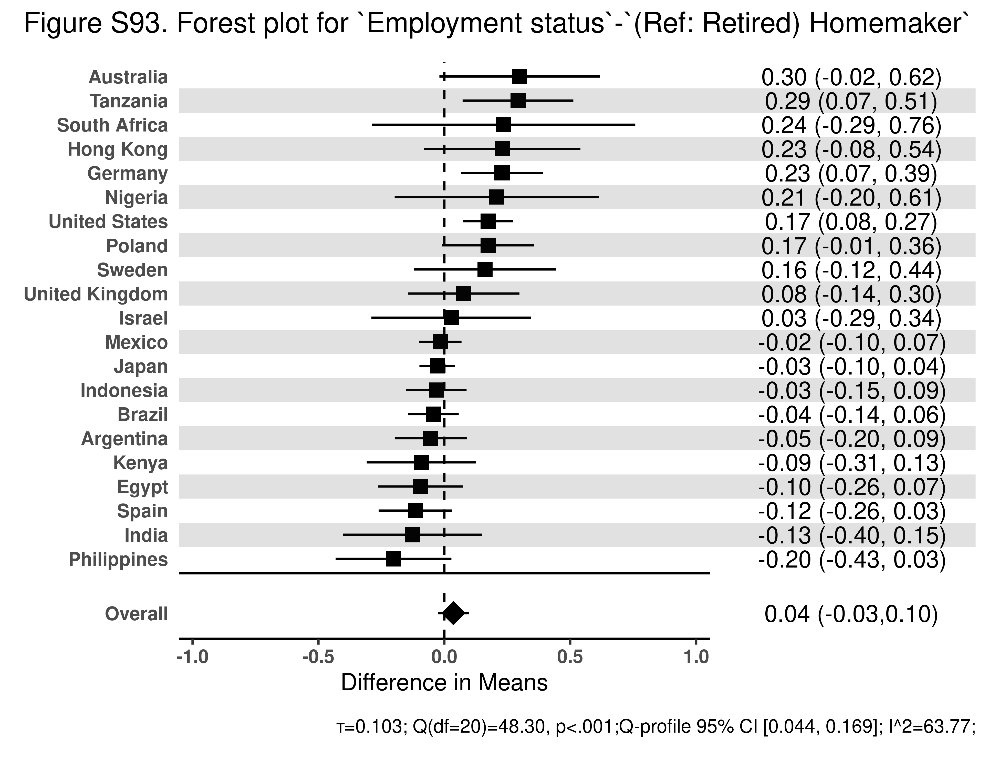 Figure S93. Forest plot for `Employment status`-`(Ref: Retired) Homemaker`
Australia 0.30 (-0.02, 0.62)
Tanzania 0.29 (0.07, 0.51)
South Africa 0.24 (-0.29, 0.76)
Hong Kong 0.23 (-0.08, 0.54)
Germany 0.23 (0.07, 0.39)
Nigeria 0.21 (-0.20, 0.61)
United States 0.17 (0.08, 0.27)
Poland 0.17 (-0.01, 0.36)
Sweden 0.16 (-0.12, 0.44)
United Kingdom 0.08 (-0.14, 0.30)
Israel 0.03 (-0.29, 0.34)
Mexico -0.02 (-0.10, 0.07)
Japan -0.03 (-0.10, 0.04)
Indonesia -0.03 (-0.15, 0.09)
Brazil -0.04 (-0.14, 0.06)
Argentina -0.05 (-0.20, 0.09)
Kenya -0.09 (-0.31, 0.13)
Egypt -0.10 (-0.26, 0.07)
Spain -0.12 (-0.26, 0.03)
India -0.13 (-0.40, 0.15)
Philippines -0.20 (-0.43, 0.03)
Overall 0.04 (-0.03,0.10)
-1.0 -0.5 0.0 0.5 1.0
Difference in Means
τ=0.103; Q(df=20)=48.30, p<.001;Q-profile 95% CI [0.044, 0.169]; I^2=63.77;